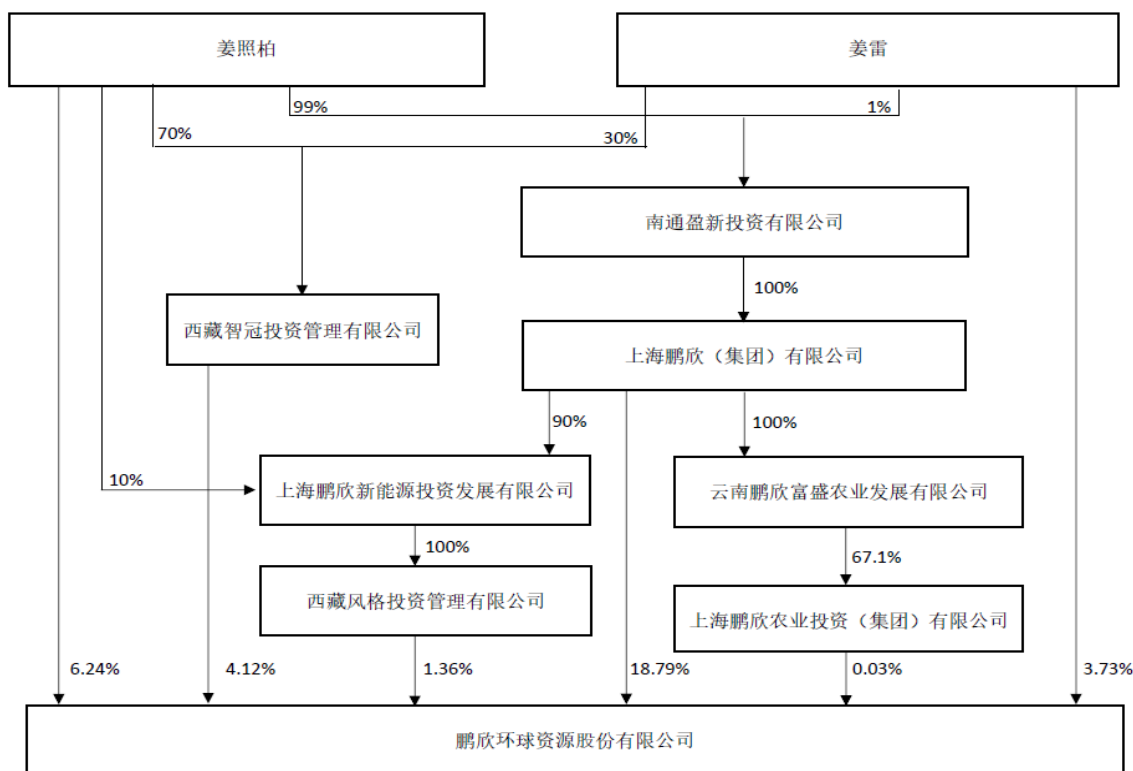 姜照柏
姜雷
99%
1%
70%
30%
南通盈新投资有限公司
100%
西藏智冠投资管理有限公司
上海鹏欣（集团）有限公司
90%
100%
10%
上海鹏欣新能源投资发展有限公司
云南鹏欣富盛农业发展有限公司
100%
67.1%
西藏风格投资管理有限公司
上海鹏欣农业投资（集团）有限公司
6.24%
4.12%
1.36%
18.79%
0.03%
3.73%
鹏欣环球资源股份有限公司